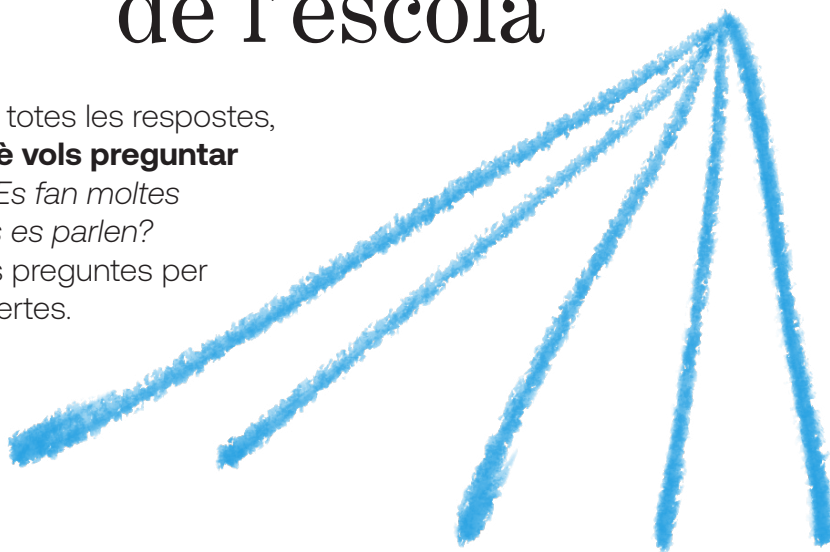 de l'escola
totes les respostes,
è vols preguntar
Es fan moltes
s es parlen?
s preguntes per
ertes.